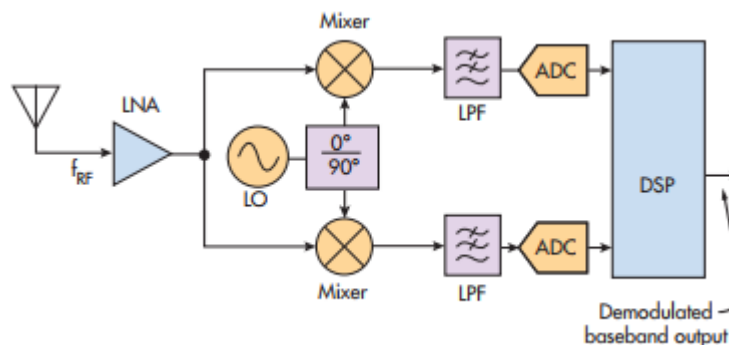 Mixer
LNA
f_RF
LO
0°
90°
LPF
ADC
DSP
Mixer
LPF
ADC
Demodulated
baseband output